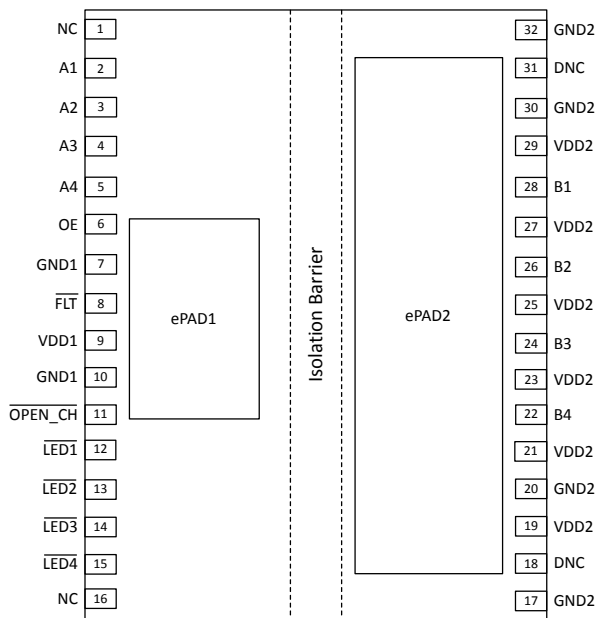 NC 1 32 GND2
A1 2 31 DNC
A2 3 30 GND2
A3 4 29 VDD2
A4 5 28 B1
OE 6 27 VDD2
GND1 7 26 B2
FLT 8 25 VDD2
ePAD1 Isolation Barrier ePAD2
VDD1 9 24 B3
GND1 10 23 VDD2
OPEN_CH 11 22 B4
LED1 12 21 VDD2
LED2 13 20 GND2
LED3 14 19 VDD2
LED4 15 18 DNC
NC 16 17 GND2